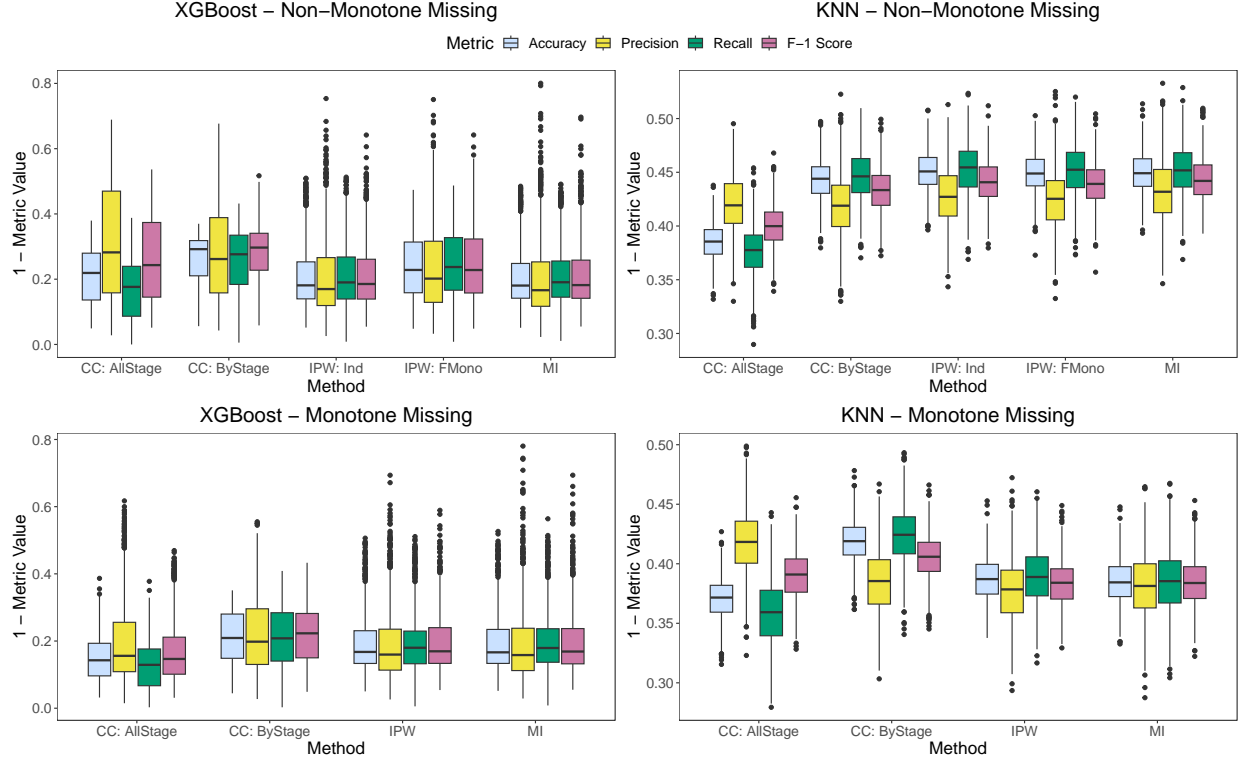 XGBoost – Non–Monotone Missing
KNN – Non–Monotone Missing
Metric Accuracy Precision Recall F–1 Score
1 – Metric Value
0.8
0.6
0.4
0.2
0.0
CC: AllStage CC: ByStage IPW: Ind IPW: FMono MI
Method
1 – Metric Value
0.50
0.45
0.40
0.35
0.30
CC: AllStage CC: ByStage IPW: Ind IPW: FMono MI
Method
XGBoost – Monotone Missing
1 – Metric Value
0.8
0.6
0.4
0.2
0.0
CC: AllStage CC: ByStage IPW MI
Method
KNN – Monotone Missing
1 – Metric Value
0.50
0.45
0.40
0.35
0.30
CC: AllStage CC: ByStage IPW MI
Method